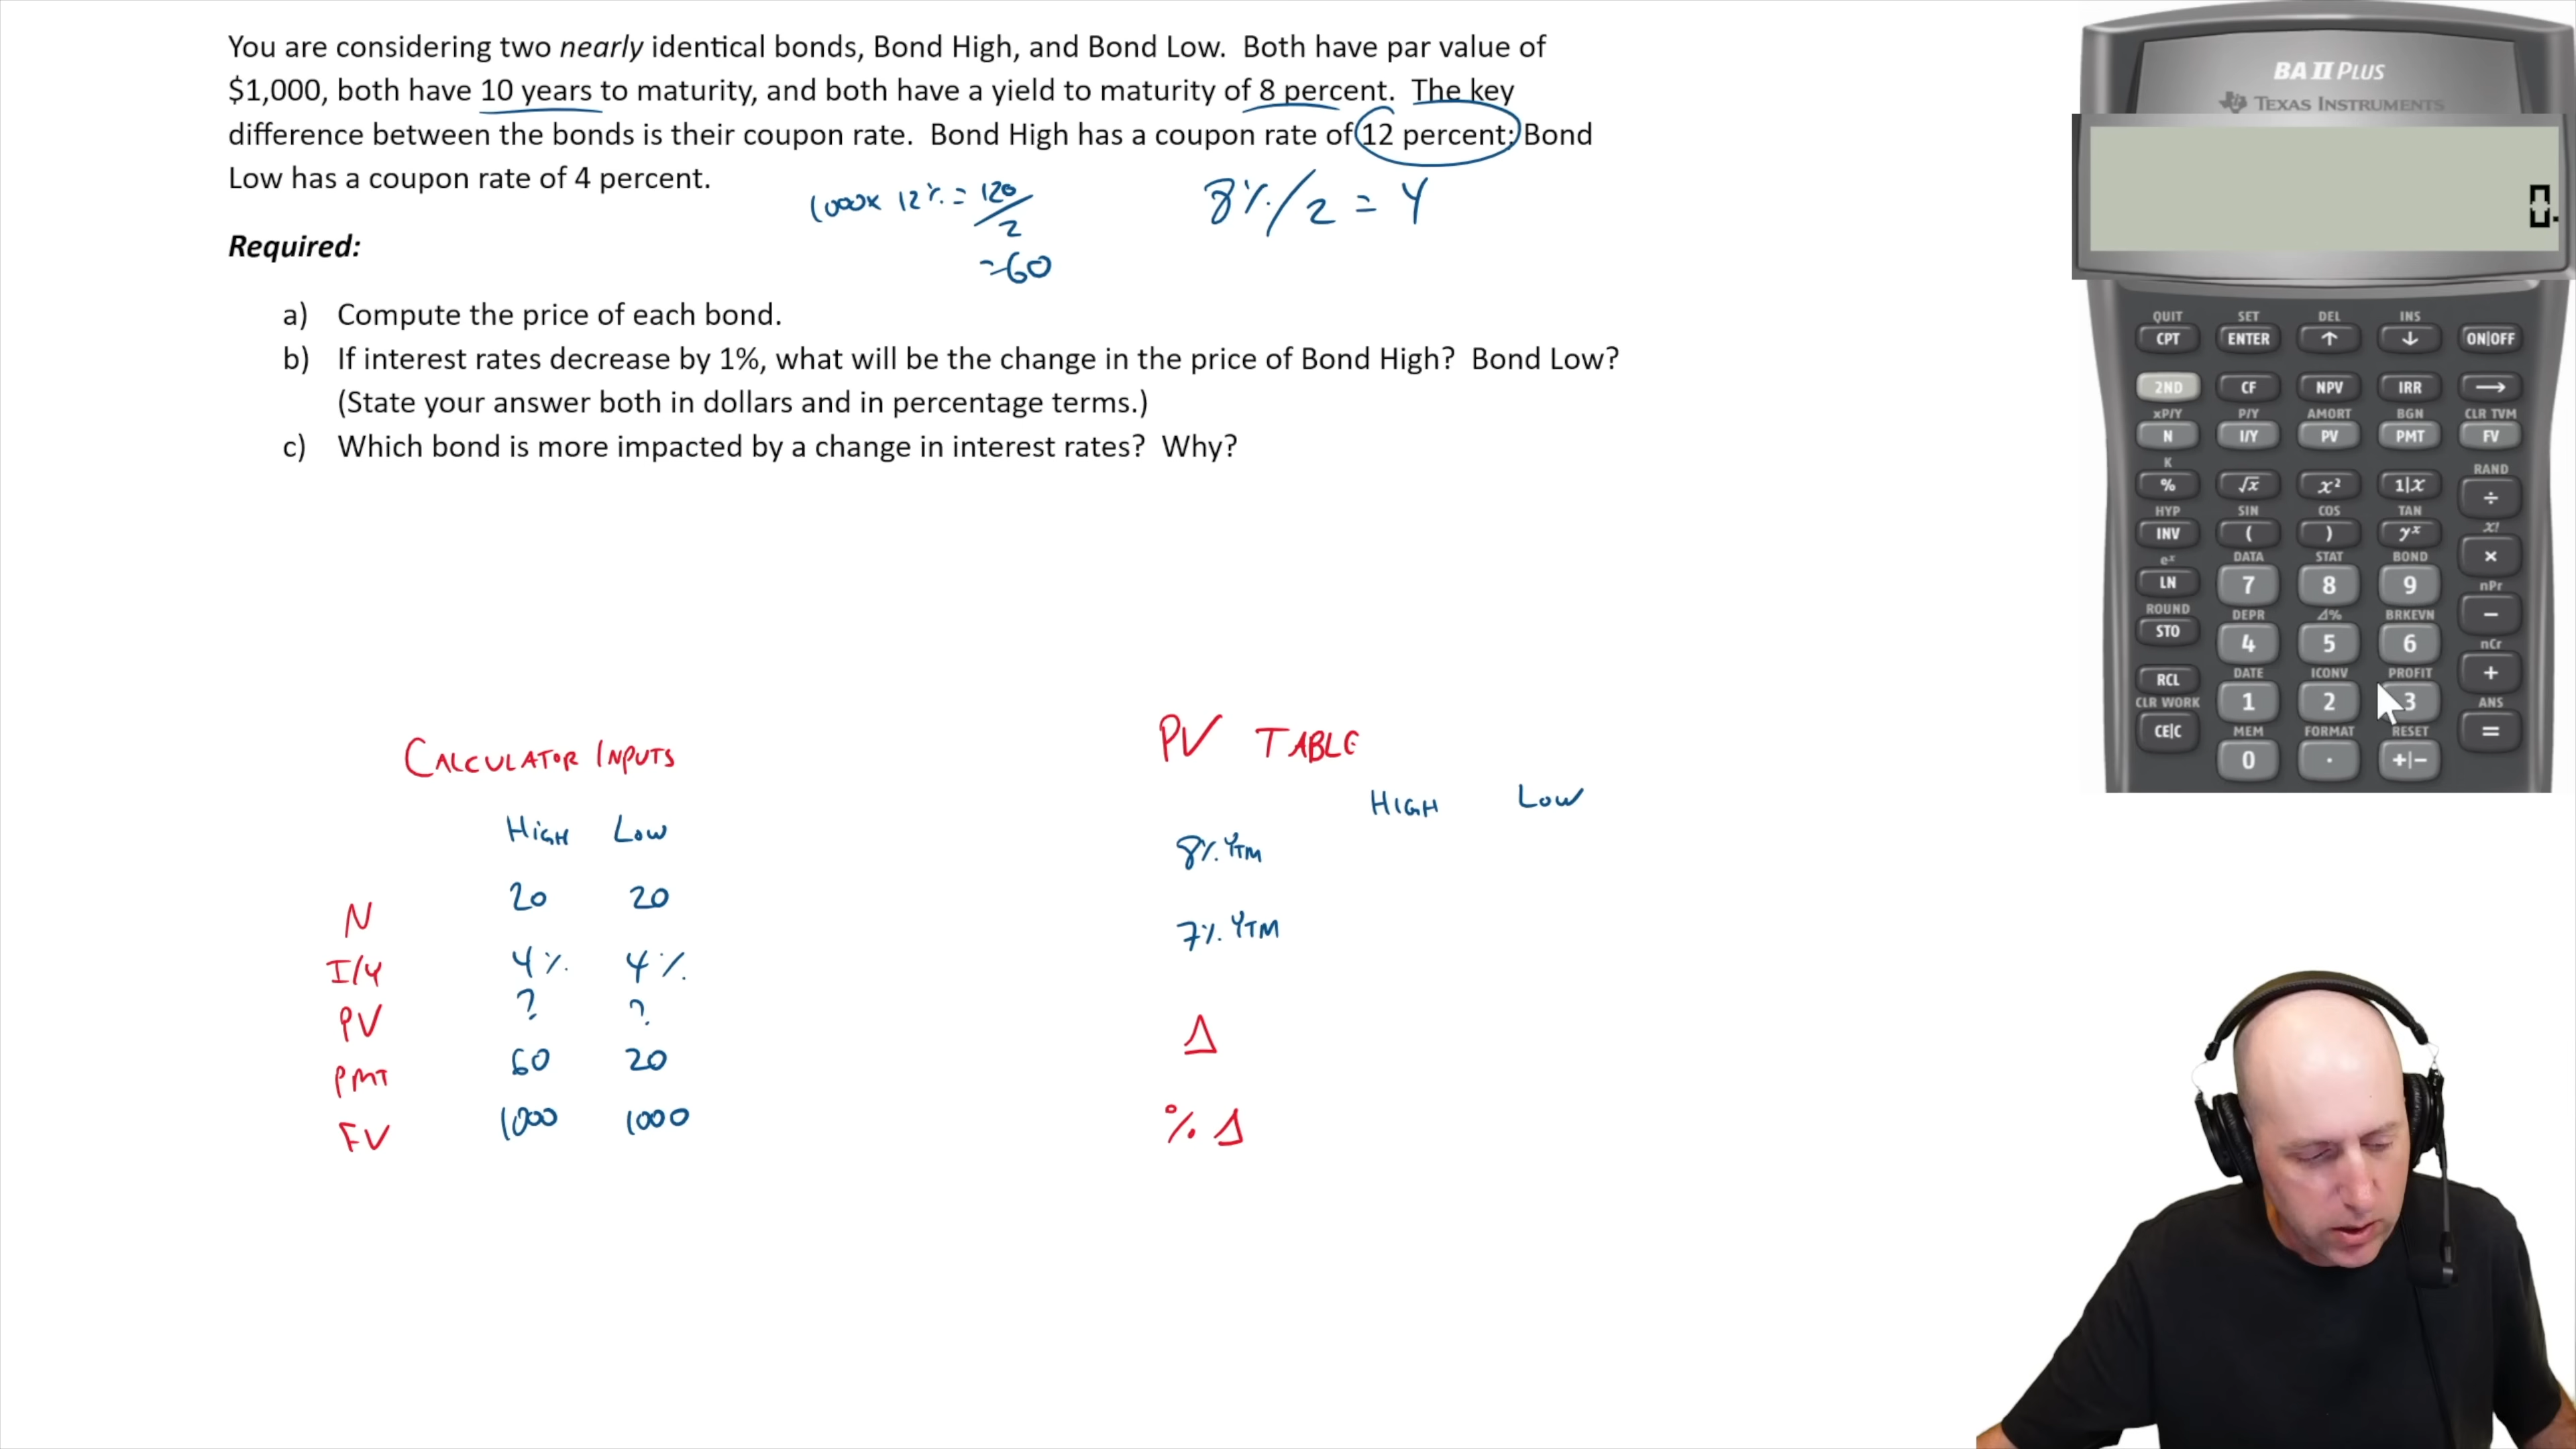 You are considering two nearly identical bonds, Bond High, and Bond Low. Both have par value of
$1,000, both have 10 years to maturity, and both have a yield to maturity of 8 percent. The key
difference between the bonds is their coupon rate. Bond High has a coupon rate of 12 percent; Bond
Low has a coupon rate of 4 percent.
1000x 12% = 120/2
=60
8%/2 = 4
Required:
a) Compute the price of each bond.
b) If interest rates decrease by 1%, what will be the change in the price of Bond High? Bond Low?
(State your answer both in dollars and in percentage terms.)
c) Which bond is more impacted by a change in interest rates? Why?
CALCULATOR INPUTS
HIGH LOW
N 20 20
I/Y 4% 4%
PV ? ?
PMT 60 20
FV 1000 1000
PV TABLE
HIGH LOW
8% YTM
7% YTM
Δ
% Δ
BA II PLUS
TEXAS INSTRUMENTS
0.
QUIT SET DEL INS
CPT ENTER ↑ ↓ ON|OFF
2ND CF NPV IRR →
xP/Y P/Y AMORT BGN CLR TVM
N I/Y PV PMT FV
K RAND
% √x x² 1|x ÷
HYP SIN COS TAN x!
INV ( ) yˣ ×
eˣ DATA STAT BOND nPr
LN 7 8 9 −
ROUND DEPR Δ% BRKEVN nCr
STO 4 5 6 +
DATE ICONV PROFIT
RCL 1 2 3
CLR WORK MEM FORMAT RESET ANS
CE|C 0 . +|− =